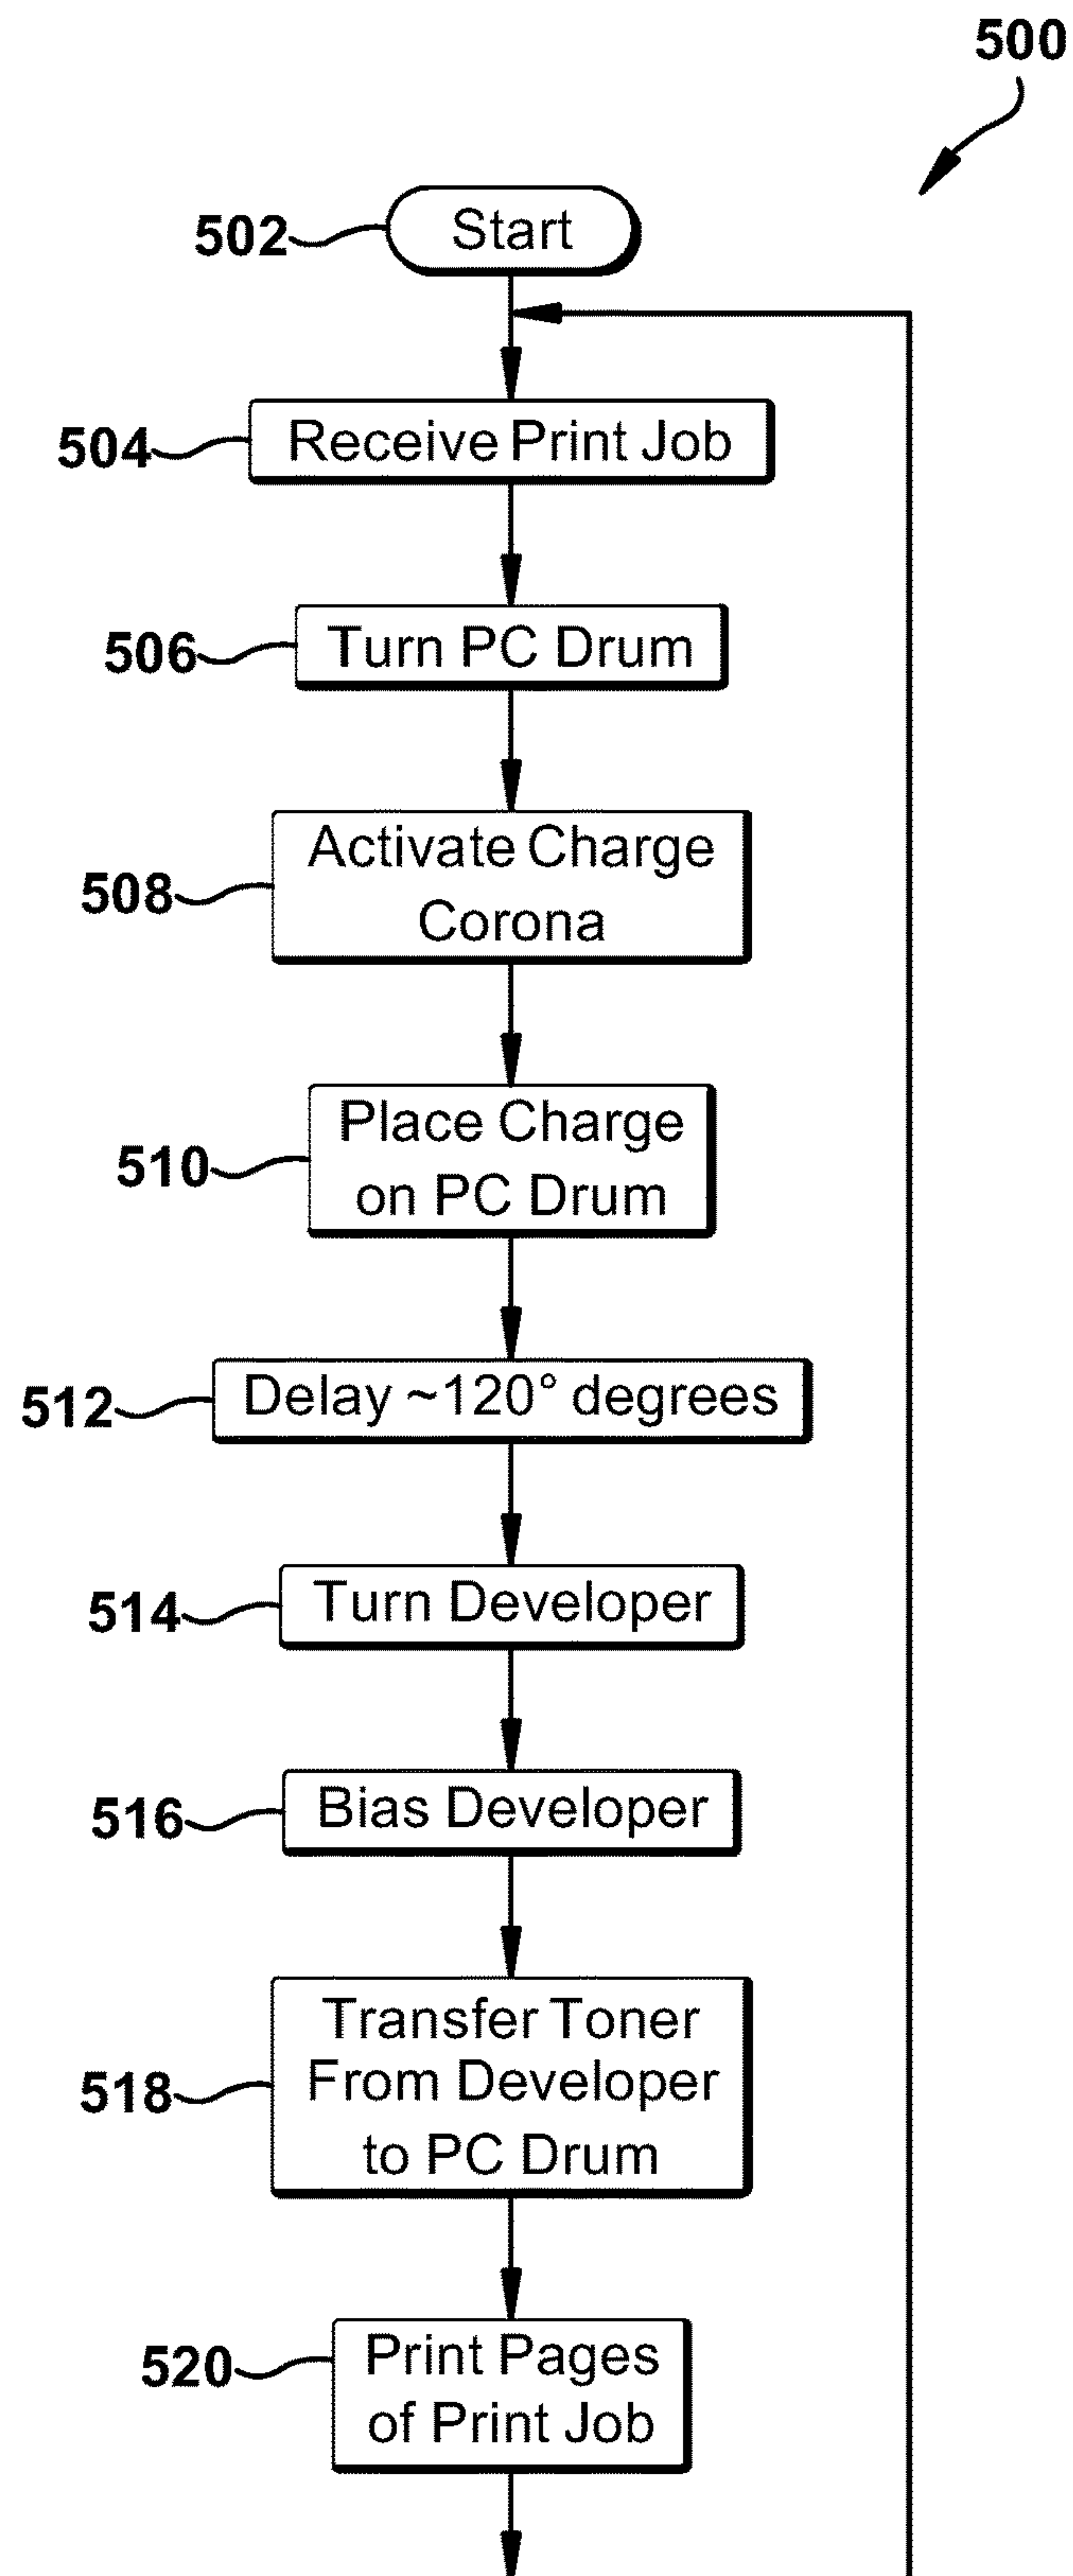 500
502 Start
504 Receive Print Job
506 Turn PC Drum
508 Activate Charge
Corona
510 Place Charge
on PC Drum
512 Delay ~120° degrees
514 Turn Developer
516 Bias Developer
518 Transfer Toner
From Developer
to PC Drum
520 Print Pages
of Print Job